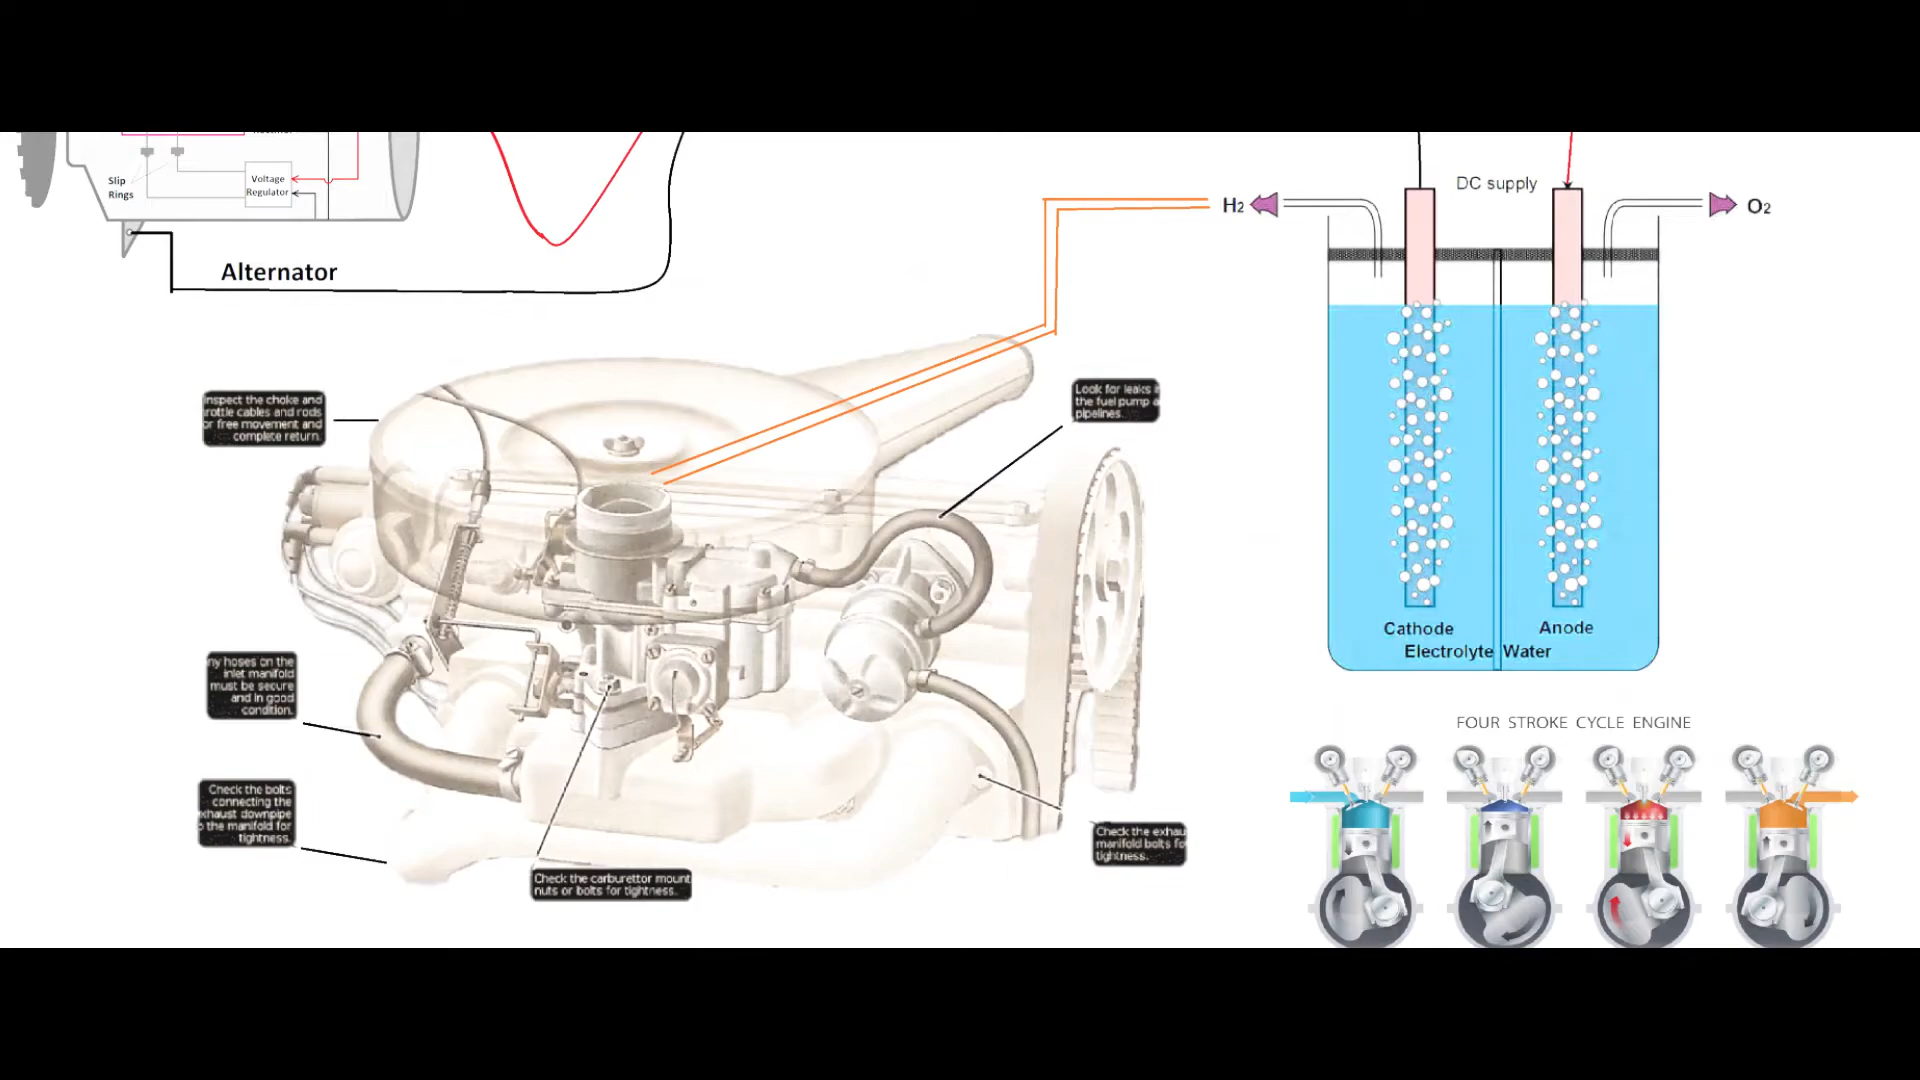 Slip
Rings
Voltage
Regulator
Alternator
DC supply
H2
O2
Cathode
Anode
Electrolyte Water
nspect the choke and
rottle cables and rods
or free movement and
complete return.
Look for leaks i
the fuel pump a
pipelines.
ny hoses on the
inlet manifold
must be secure
and in good
condition.
Check the bolts
connecting the
xhaust downpipe
o the manifold for
tightness.
Check the carburettor mount
nuts or bolts for tightness.
Check the exhau
manifold bolts fo
tightness.
FOUR STROKE CYCLE ENGINE